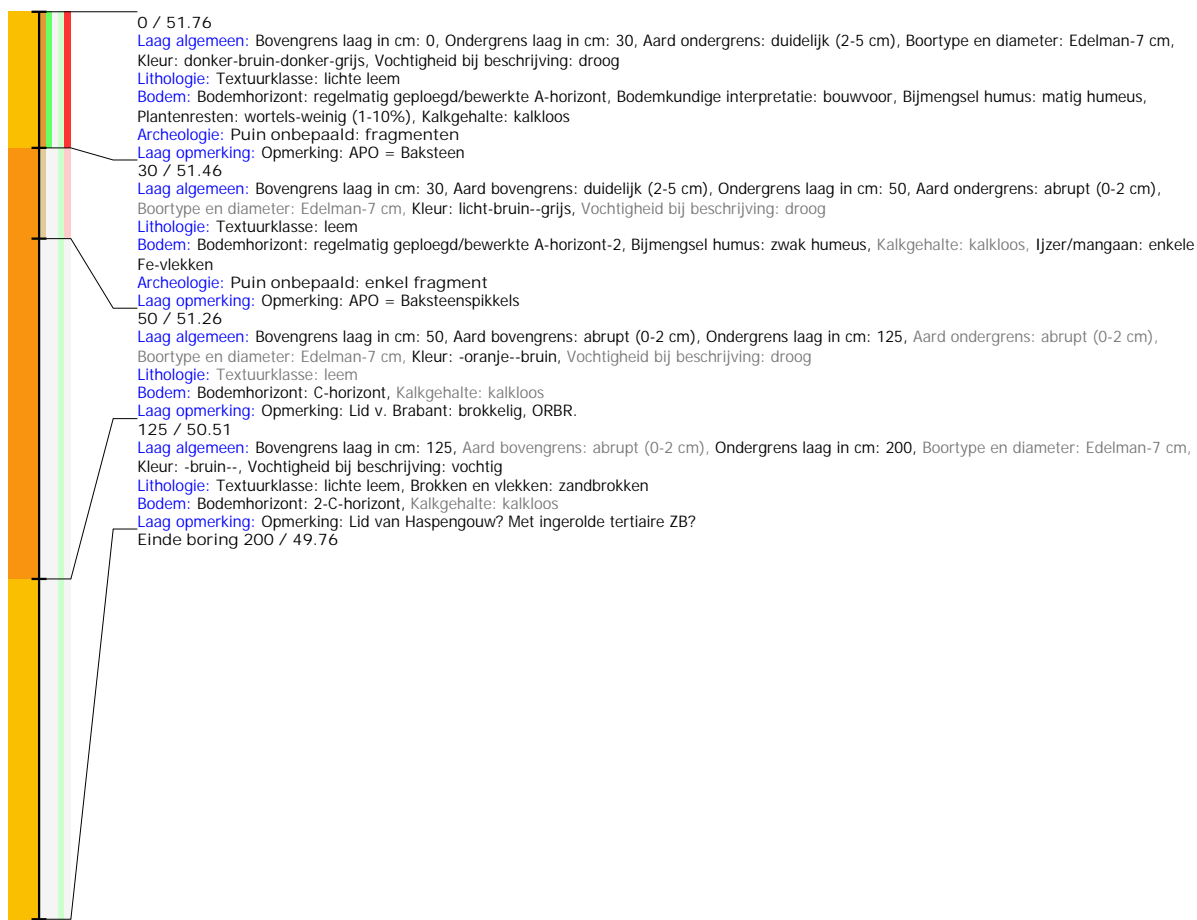 0 / 51.76
Laag algemeen: Bovengrens laag in cm: 0, Ondergrens laag in cm: 30, Aard ondergrens: duidelijk (2-5 cm), Boortype en diameter: Edelman-7 cm,
Kleur: donker-bruin-donker-grijs, Vochtigheid bij beschrijving: droog
Lithologie: Textuurklasse: lichte leem
Bodem: Bodemhorizont: regelmatig geploegd/bewerkte A-horizont, Bodemkundige interpretatie: bouwvoor, Bijmengsel humus: matig humeus,
Plantenresten: wortels-weinig (1-10%), Kalkgehalte: kalkloos
Archeologie: Puin onbepaald: fragmenten
Laag opmerking: Opmerking: APO = Baksteen
30 / 51.46
Laag algemeen: Bovengrens laag in cm: 30, Aard bovengrens: duidelijk (2-5 cm), Ondergrens laag in cm: 50, Aard ondergrens: abrupt (0-2 cm),
Boortype en diameter: Edelman-7 cm, Kleur: licht-bruin--grijs, Vochtigheid bij beschrijving: droog
Lithologie: Textuurklasse: leem
Bodem: Bodemhorizont: regelmatig geploegd/bewerkte A-horizont-2, Bijmengsel humus: zwak humeus, Kalkgehalte: kalkloos, Ijzer/mangaan: enkele
Fe-vlekken
Archeologie: Puin onbepaald: enkel fragment
Laag opmerking: Opmerking: APO = Baksteenspikkels
50 / 51.26
Laag algemeen: Bovengrens laag in cm: 50, Aard bovengrens: abrupt (0-2 cm), Ondergrens laag in cm: 125, Aard ondergrens: abrupt (0-2 cm),
Boortype en diameter: Edelman-7 cm, Kleur: -oranje--bruin, Vochtigheid bij beschrijving: droog
Lithologie: Textuurklasse: leem
Bodem: Bodemhorizont: C-horizont, Kalkgehalte: kalkloos
Laag opmerking: Opmerking: Lid v. Brabant: brokkelig, ORBR.
125 / 50.51
Laag algemeen: Bovengrens laag in cm: 125, Aard bovengrens: abrupt (0-2 cm), Ondergrens laag in cm: 200, Boortype en diameter: Edelman-7 cm,
Kleur: -bruin--, Vochtigheid bij beschrijving: vochtig
Lithologie: Textuurklasse: lichte leem, Brokken en vlekken: zandbrokken
Bodem: Bodemhorizont: 2-C-horizont, Kalkgehalte: kalkloos
Laag opmerking: Opmerking: Lid van Haspengouw? Met ingerolde tertiaire ZB?
Einde boring 200 / 49.76